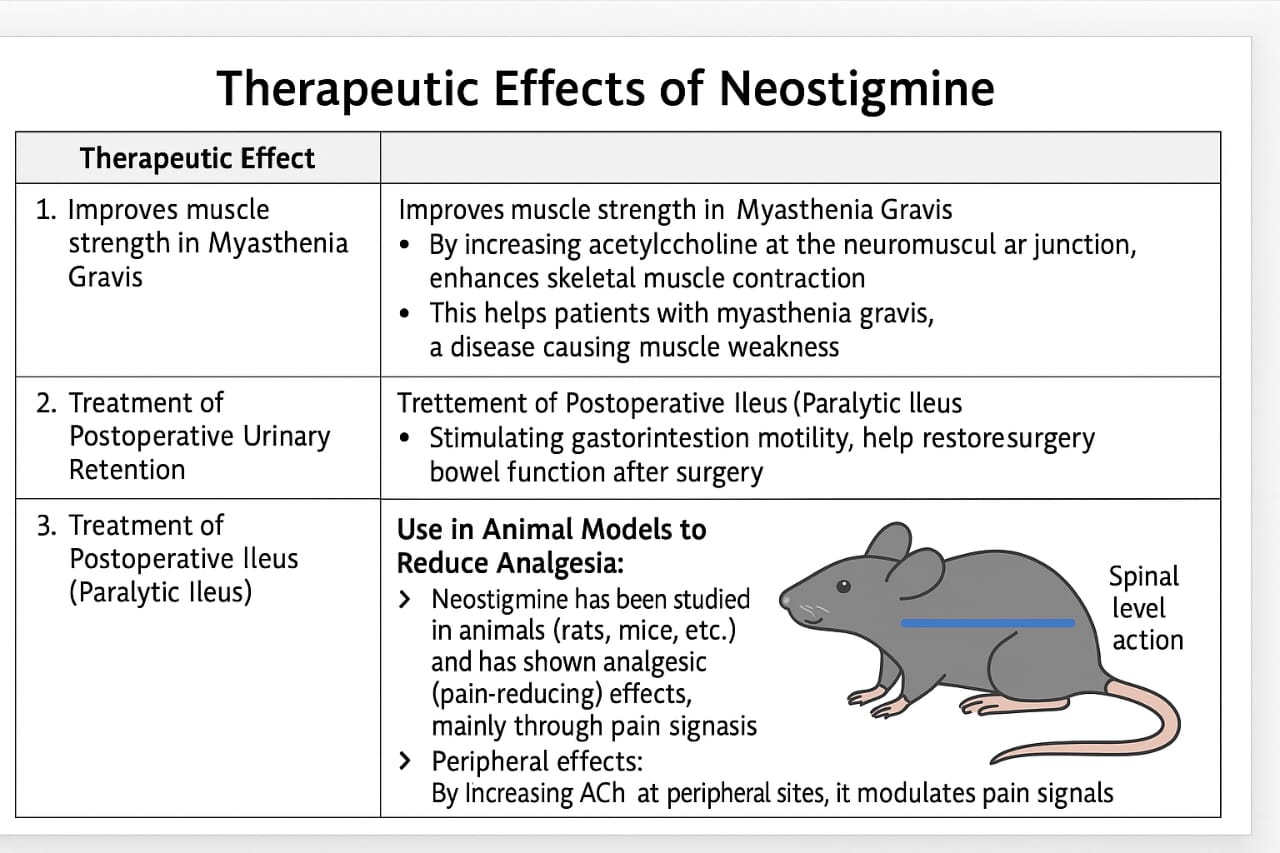 Therapeutic Effects of Neostigmine
Therapeutic Effect
1. Improves muscle
strength in Myasthenia
Gravis
Improves muscle strength in Myasthenia Gravis
• By increasing acetylccholine at the neuromuscul ar junction,
enhances skeletal muscle contraction
• This helps patients with myasthenia gravis,
a disease causing muscle weakness
2. Treatment of
Postoperative Urinary
Retention
Trettement of Postoperative Ileus (Paralytic lleus
• Stimulating gastorintestion motility, help restoresurgery
bowel function after surgery
3. Treatment of
Postoperative lleus
(Paralytic Ileus)
Use in Animal Models to
Reduce Analgesia:
> Neostigmine has been studied
in animals (rats, mice, etc.)
and has shown analgesic
(pain-reducing) effects,
mainly through pain signasis
> Peripheral effects:
By Increasing ACh at peripheral sites, it modulates pain signals
Spinal
level
action